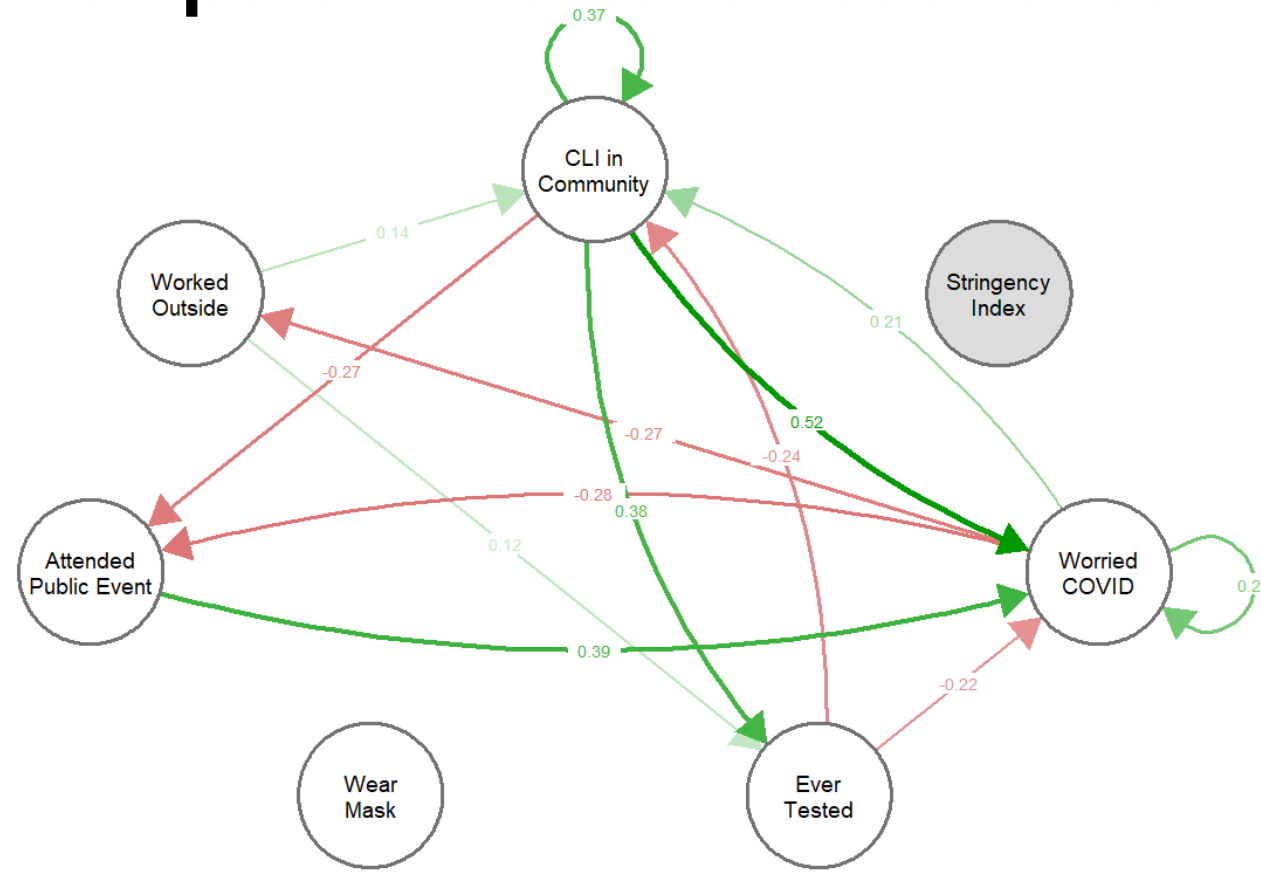 0.37
CLI in
Community
0.14
Worked
Outside
Stringency
Index
0.21
-0.27
-0.27
0.52
-0.24
-0.28
0.38
0.12
Attended
Public Event
Worried
COVID
0.2
0.39
-0.22
Wear
Mask
Ever
Tested